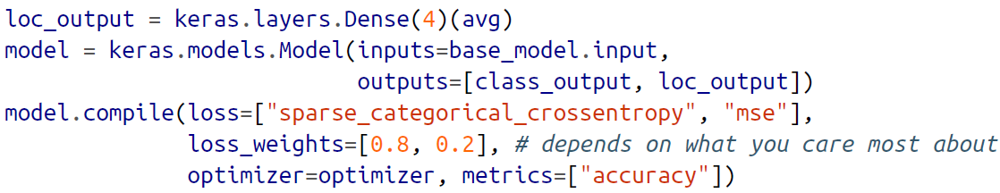 loc_output = keras.layers.Dense(4)(avg)
model = keras.models.Model(inputs=base_model.input,
                           outputs=[class_output, loc_output])
model.compile(loss=["sparse_categorical_crossentropy", "mse"],
              loss_weights=[0.8, 0.2], # depends on what you care most about
              optimizer=optimizer, metrics=["accuracy"])